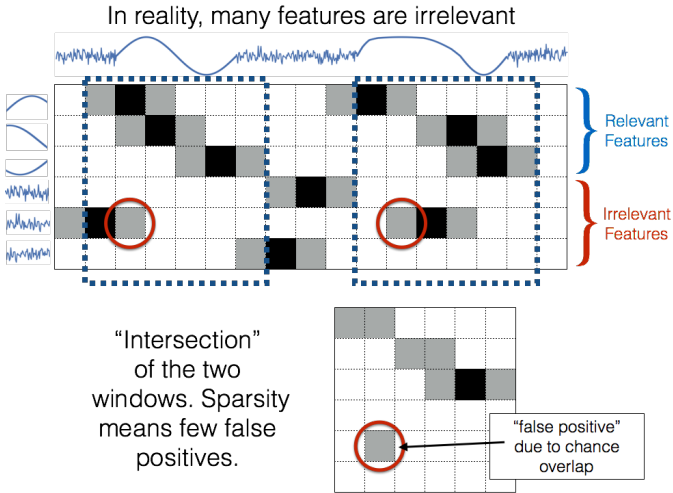 In reality, many features are irrelevant
Relevant
Features
Irrelevant
Features
“Intersection”
of the two
windows. Sparsity
means few false
positives.
“false positive”
due to chance
overlap